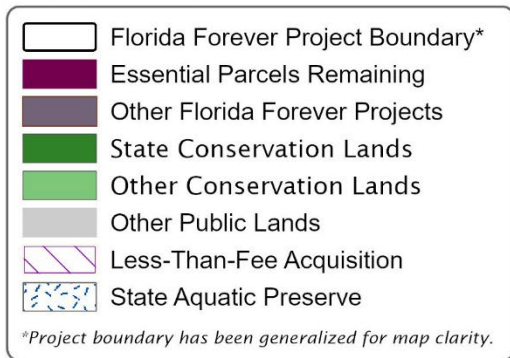 Florida Forever Project Boundary*
Essential Parcels Remaining
Other Florida Forever Projects
State Conservation Lands
Other Conservation Lands
Other Public Lands
Less-Than-Fee Acquisition
State Aquatic Preserve
*Project boundary has been generalized for map clarity.